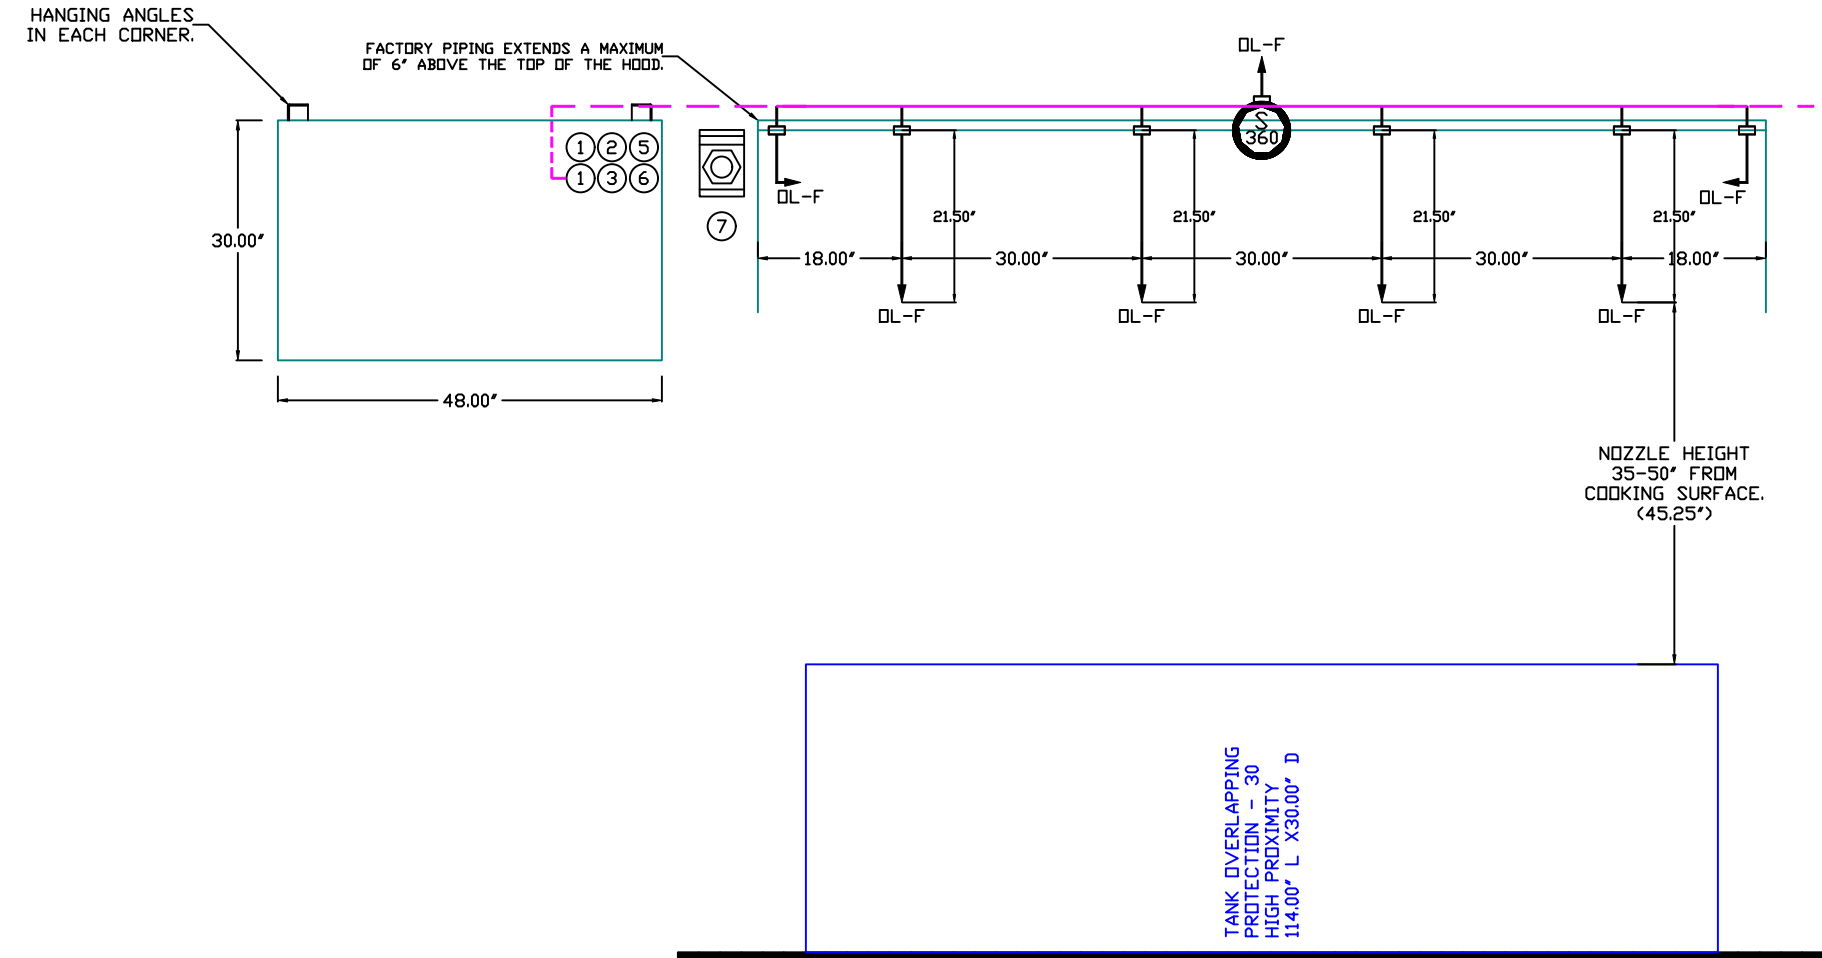 HANGING ANGLES
IN EACH CORNER.
FACTORY PIPING EXTENDS A MAXIMUM
OF 6" ABOVE THE TOP OF THE HOOD.
OL-F
S
360
1 2 5
1 3 6
7
OL-F
OL-F
30.00"
48.00"
21.50"
21.50"
21.50"
21.50"
18.00"
30.00"
30.00"
30.00"
18.00"
OL-F
OL-F
OL-F
OL-F
NOZZLE HEIGHT
35-50" FROM
COOKING SURFACE.
(45.25")
TANK OVERLAPPING
PROTECTION - 30
HIGH PROXIMITY
114.00" L X30.00" D